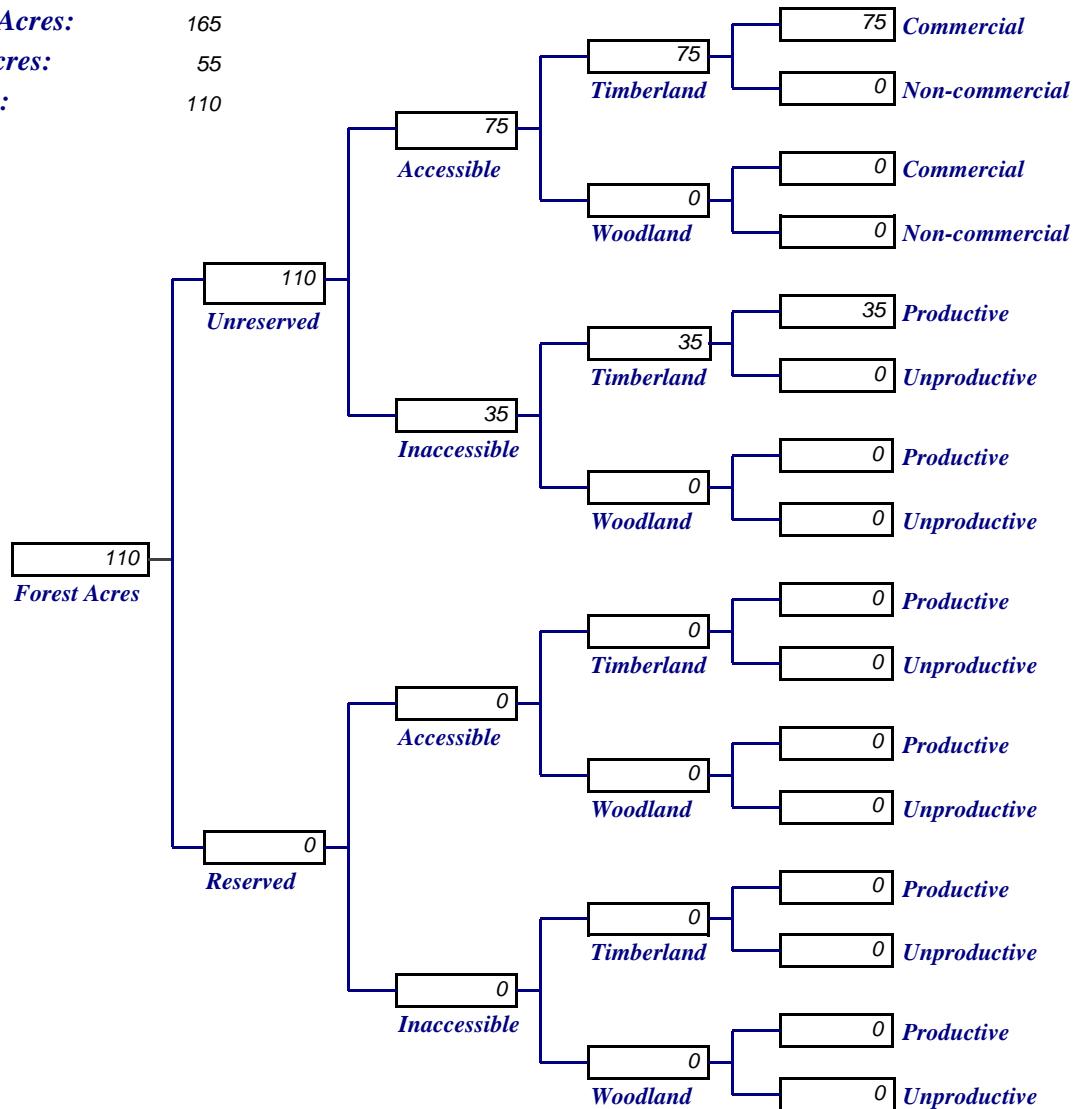 Acres: 165
cres: 55
: 110
75 Commercial
75
Timberland
0 Non-commercial
75
Accessible
0 Commercial
0
Woodland
0 Non-commercial
110
Unreserved
35 Productive
35
Timberland
0 Unproductive
35
Inaccessible
0 Productive
0
Woodland
0 Unproductive
110
Forest Acres
0 Productive
0
Timberland
0 Unproductive
0
Accessible
0 Productive
0
Woodland
0 Unproductive
0
Reserved
0 Productive
0
Timberland
0 Unproductive
0
Inaccessible
0 Productive
0
Woodland
0 Unproductive